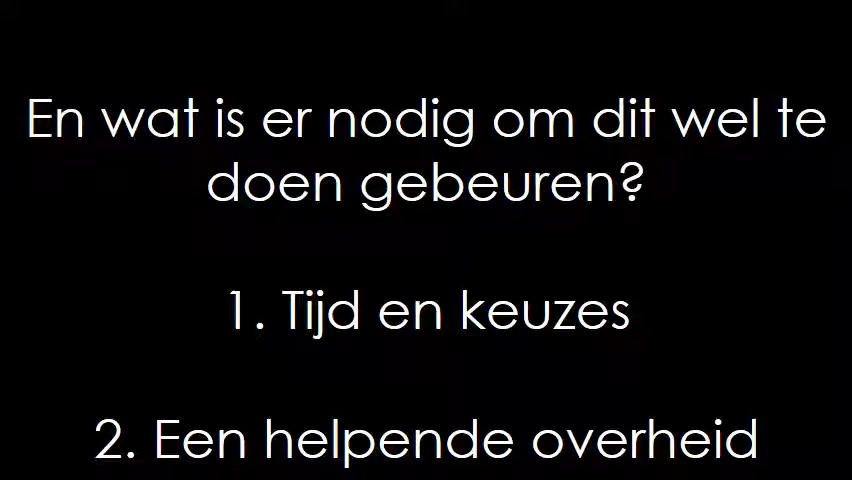 En wat is er nodig om dit wel te
doen gebeuren?
1. Tijd en keuzes
2. Een helpende overheid